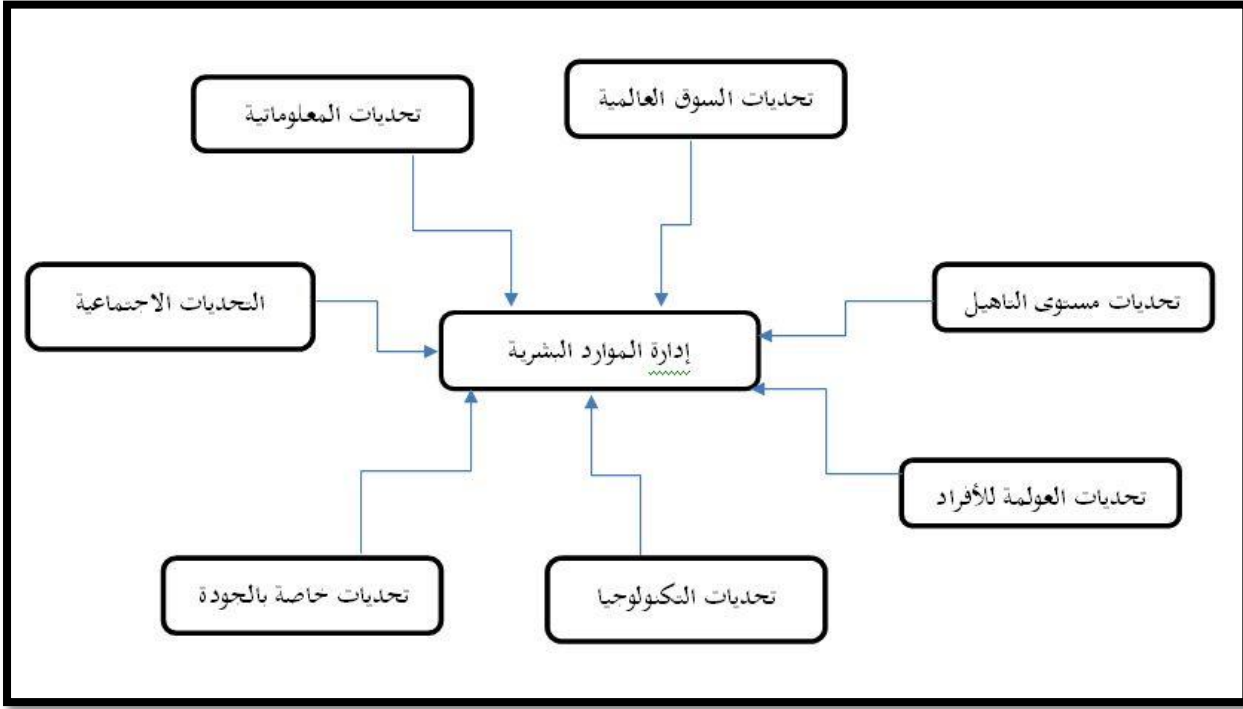 تحديات السوق العالمية
تحديات المعلوماتية
تحديات مستوى التاهيل
التحديات الاجتماعية
إدارة الموارد البشرية
تحديات العولمة للأفراد
تحديات التكنولوجيا
تحديات خاصة بالجودة